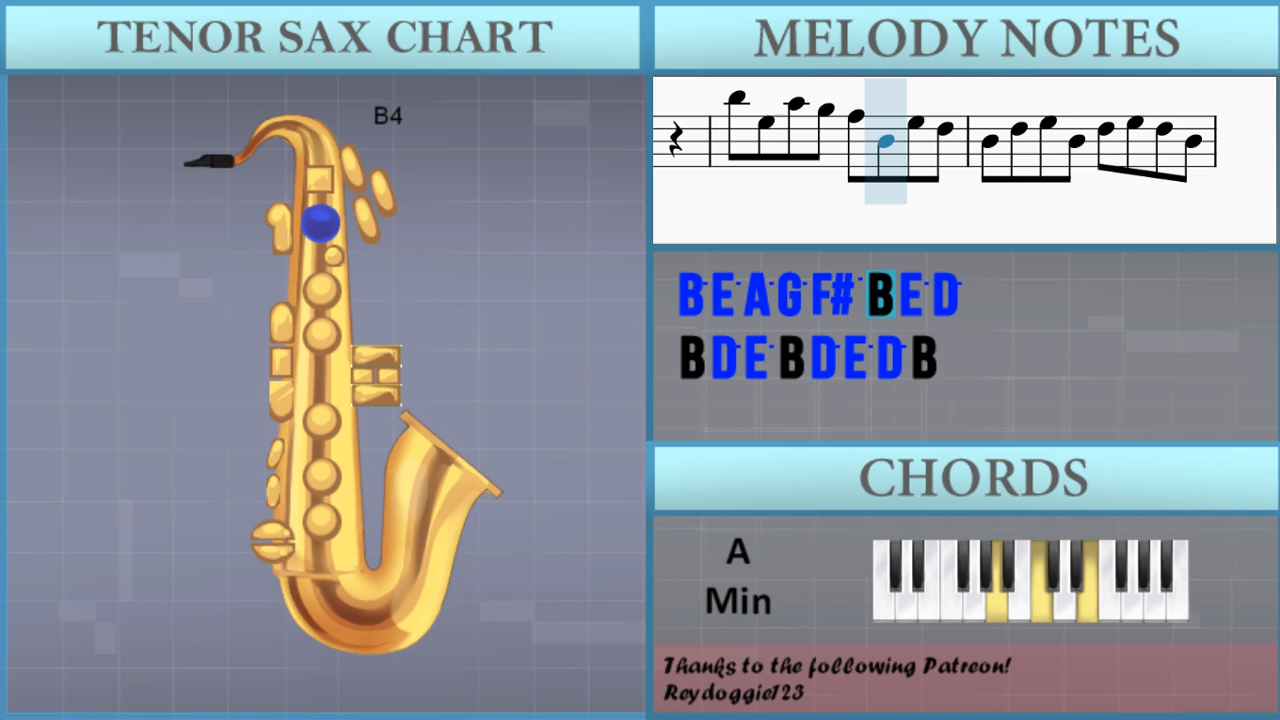 TENOR SAX CHART
B4
MELODY NOTES
B E A G F# B E D
B D E B D E D B
CHORDS
A
Min
Thanks to the following Patreon!
Reydoggie123